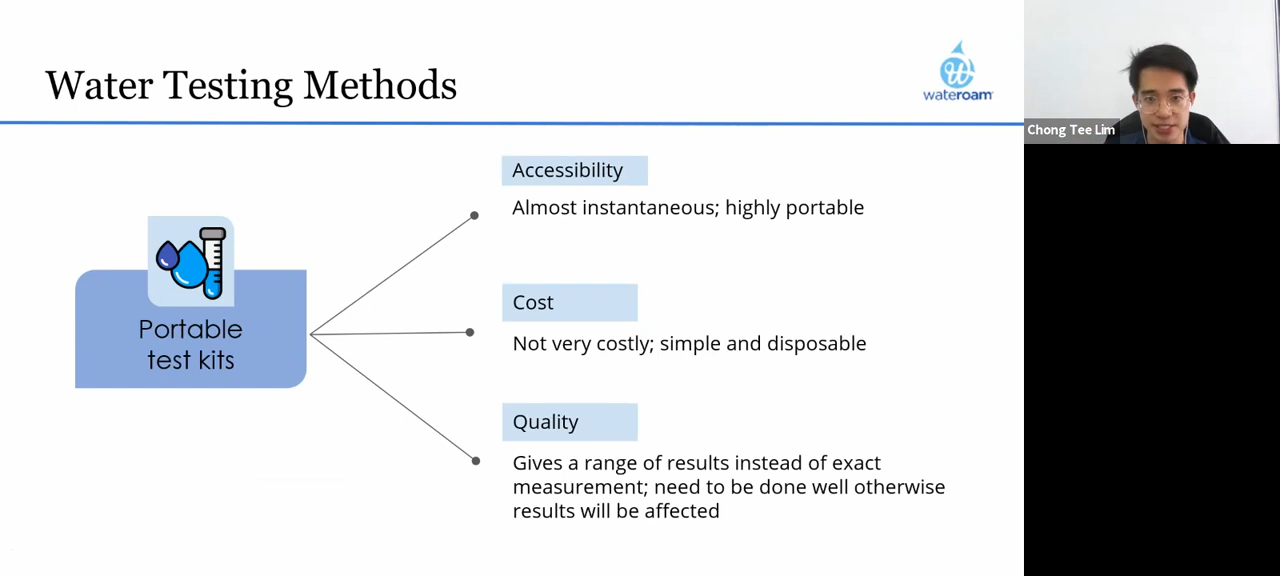 Water Testing Methods
wateroam
Chong Tee Lim
Accessibility
Almost instantaneous; highly portable
Portable
test kits
Cost
Not very costly; simple and disposable
Quality
Gives a range of results instead of exact
measurement; need to be done well otherwise
results will be affected